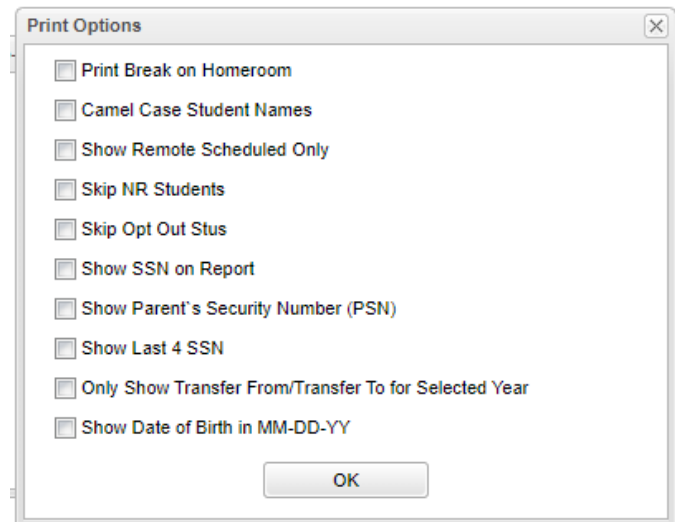 Print Options
Print Break on Homeroom
Camel Case Student Names
Show Remote Scheduled Only
Skip NR Students
Skip Opt Out Stus
Show SSN on Report
Show Parent`s Security Number (PSN)
Show Last 4 SSN
Only Show Transfer From/Transfer To for Selected Year
Show Date of Birth in MM-DD-YY
OK